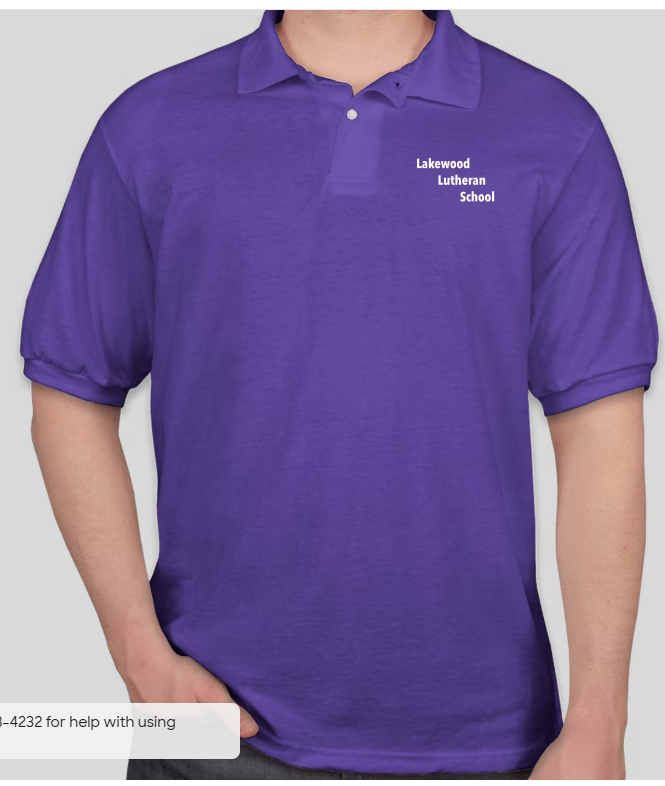 Lakewood
Lutheran
School
-4232 for help with using